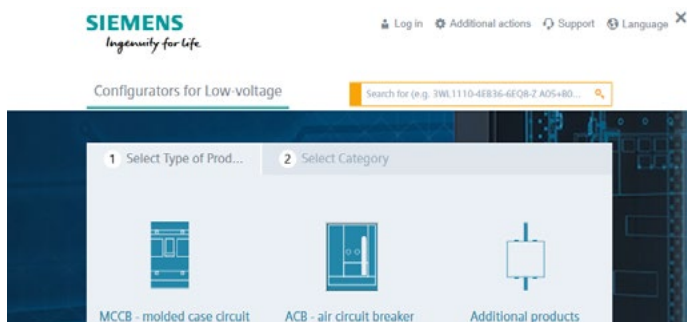 SIEMENS
Ingenuity for life
Log in Additional actions Support Language
Configurators for Low-voltage
Search for (e.g. 3WL1110-4EB36-6EQ8-Z A05+80...
1 Select Type of Prod... 2 Select Category
MCCB - molded case circuit ACB - air circuit breaker Additional products